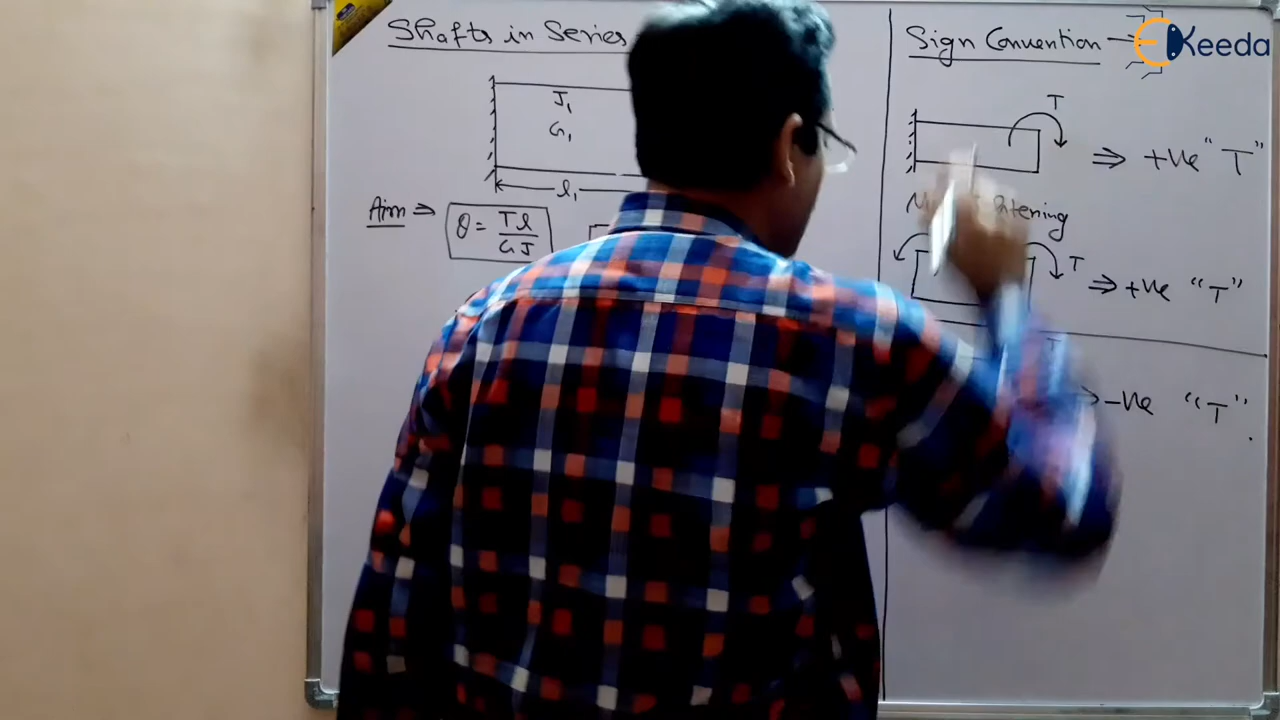 Shafts in Series
J1
G1
l1
Aim ⇒ θ = Tl / GJ
Sign Convention
Keeda
T
⇒ +ve "T"
T
⇒ +ve "T"
T
-ve "T".